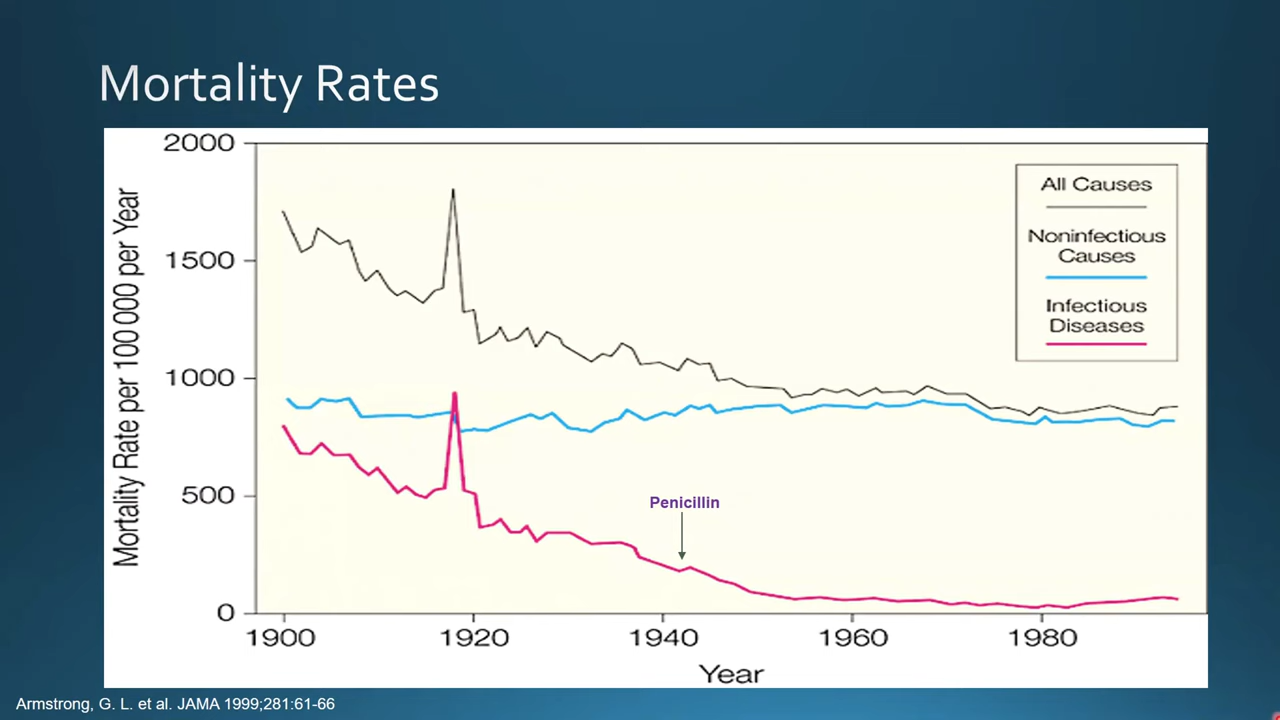 Mortality Rates
Mortality Rate per 100 000 per Year
2000
1500
1000
500
0
1900
1920
1940
1960
1980
Year
All Causes
Noninfectious
Causes
Infectious
Diseases
Penicillin
Armstrong, G. L. et al. JAMA 1999;281:61-66